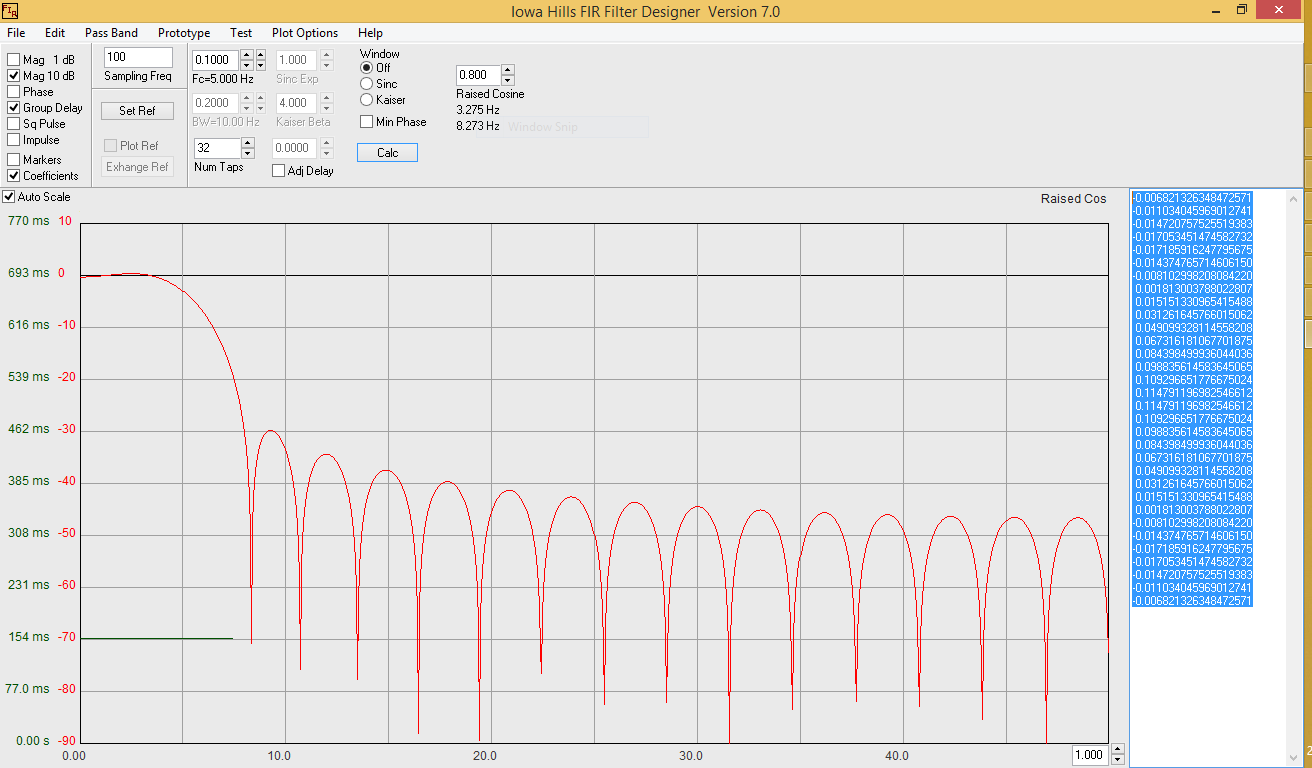 FIR
Iowa Hills FIR Filter Designer Version 7.0
File Edit Pass Band Prototype Test Plot Options Help
Mag 1 dB
Mag 10 dB
Phase
Group Delay
Sq Pulse
Impulse
Markers
Coefficients
100
Sampling Freq
Set Ref
Plot Ref
Exhange Ref
0.1000
Fc=5.000 Hz
0.2000
BW=10.00 Hz
32
Num Taps
1.000
Sinc Exp
4.000
Kaiser Beta
0.0000
Adj Delay
Window
Off
Sinc
Kaiser
Min Phase
Calc
0.800
Raised Cosine
3.275 Hz
8.273 Hz
Window Snip
Auto Scale
Raised Cos
770 ms 10
693 ms 0
616 ms -10
539 ms -20
462 ms -30
385 ms -40
308 ms -50
231 ms -60
154 ms -70
77.0 ms -80
0.00 s -90
0.00 10.0 20.0 30.0 40.0
1.000
-0.006821326348472571
-0.011034045969012741
-0.014720757525519383
-0.017053451474582732
-0.017185916247795675
-0.014374765714606150
-0.008102998208084220
0.001813003788022807
0.015151330965415488
0.031261645766015062
0.049099328114558208
0.067316181067701875
0.084398499936044036
0.098835614583645065
0.109296651776675024
0.114791196982546612
0.114791196982546612
0.109296651776675024
0.098835614583645065
0.084398499936044036
0.067316181067701875
0.049099328114558208
0.031261645766015062
0.015151330965415488
0.001813003788022807
-0.008102998208084220
-0.014374765714606150
-0.017185916247795675
-0.017053451474582732
-0.014720757525519383
-0.011034045969012741
-0.006821326348472571